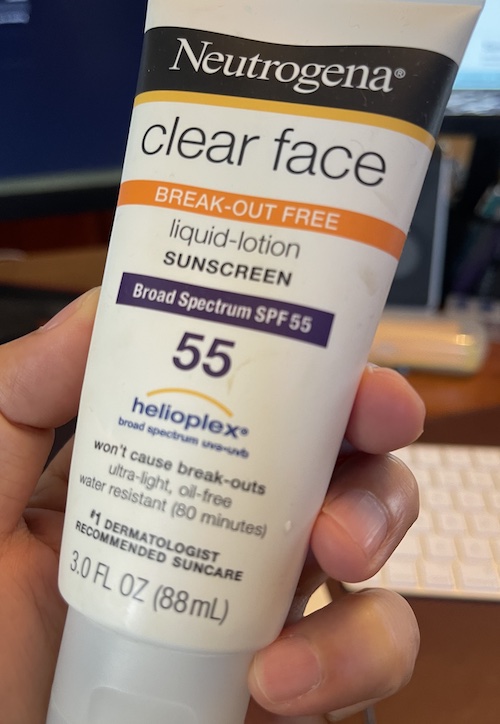 Neutrogena®
clear face
BREAK-OUT FREE
liquid-lotion
SUNSCREEN
Broad Spectrum SPF 55
55
helioplex®
broad spectrum uva•uvb
won't cause break-outs
ultra-light, oil-free
water resistant (80 minutes)
#1 DERMATOLOGIST
RECOMMENDED SUNCARE
3.0 FL OZ (88mL)